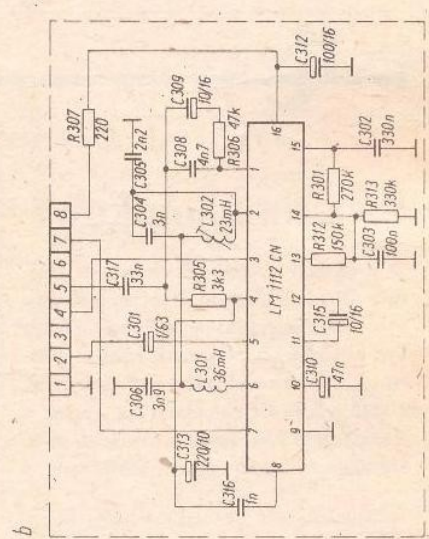 b
1 2 3 4 5 6 7 8
R307
220
C312
100/16
C309
10/16
C308
4n7
R306 47k
C305
2n2
C304
3n
L302
23mH
C317
33n
R305
3k3
C301
1/63
L301
36mH
C306
3n9
C313
220/10
C316
1n
LM 1112 CN
1
2
3
4
5
6
7
8
9
10
11
12
13
14
15
16
C302
330n
R301
270k
R313
330k
R312
150k
C303
100n
C315
10/16
C310
47n